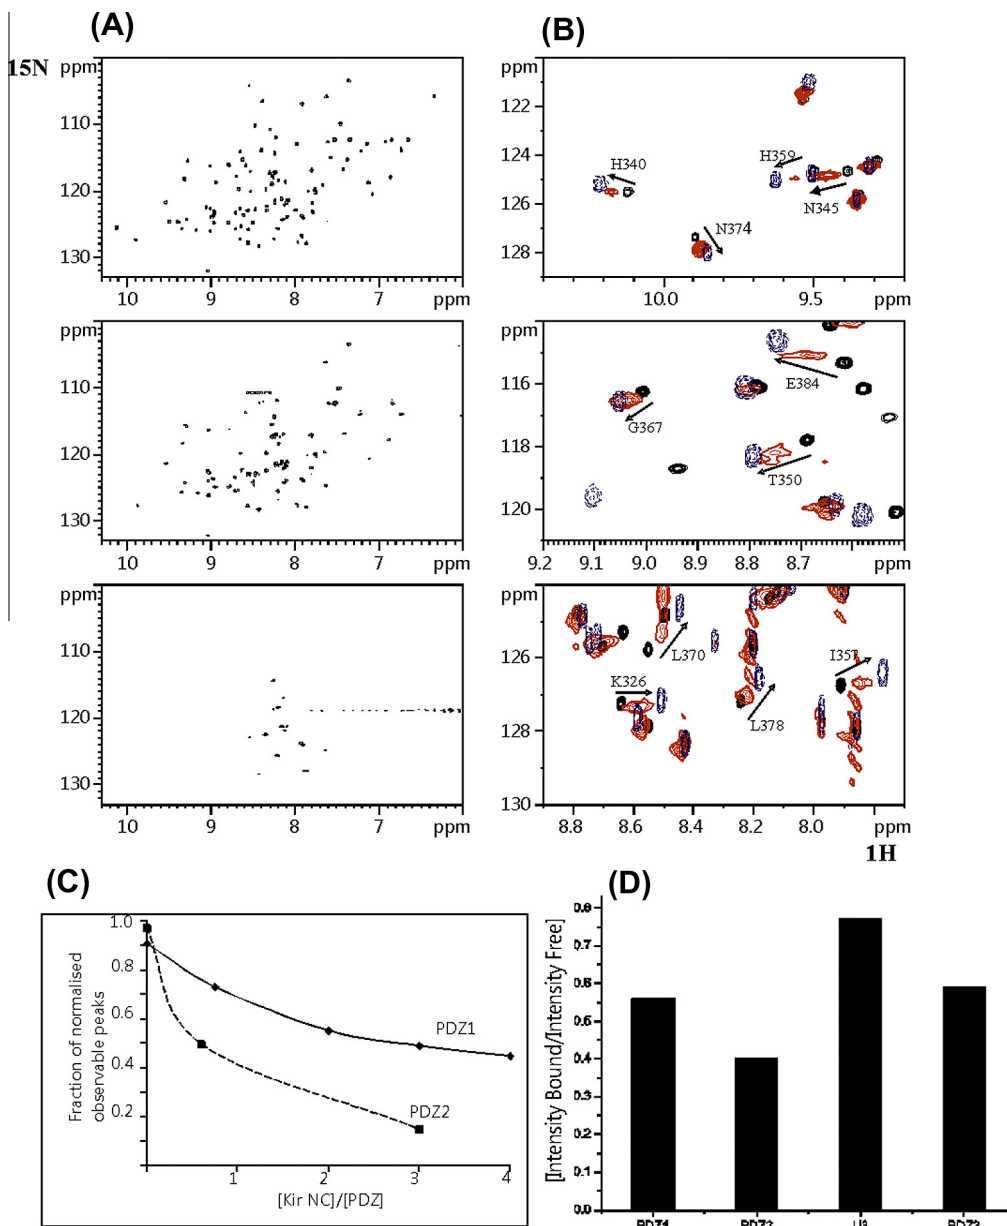 (A)
(B)
15N
ppm
110
120
130
10 9 8 7 ppm
ppm
122
124
126
128
H340
H359
N345
N374
10.0 9.5 ppm
ppm
110
120
130
10 9 8 7 ppm
ppm
116
118
120
E384
G367
T350
9.2 9.1 9.0 8.9 8.8 8.7 ppm
ppm
110
120
130
10 9 8 7 ppm
ppm
124
126
128
130
L370
I357
K326
L378
8.8 8.6 8.4 8.2 8.0 ppm
1H
(C)
Fraction of normalised
observable peaks
1.0
0.8
0.6
0.4
0.2
PDZ1
PDZ2
1 2 3 4
[Kir NC]/[PDZ]
(D)
[Intensity Bound/Intensity Free]
0.8
0.7
0.6
0.5
0.4
0.3
0.2
0.1
0.0
PDZ1